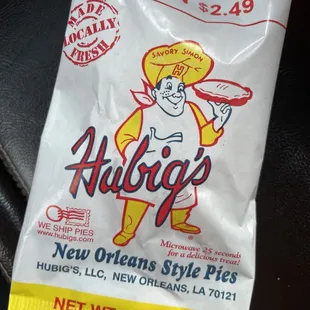 $2.49
MADE
LOCALLY
FRESH
SAVORY SIMON
H
Hubig's
WE SHIP PIES
www.hubigs.com
Microwave 25 seconds
for a delicious treat!
New Orleans Style Pies
HUBIG'S, LLC, NEW ORLEANS, LA 70121
NET